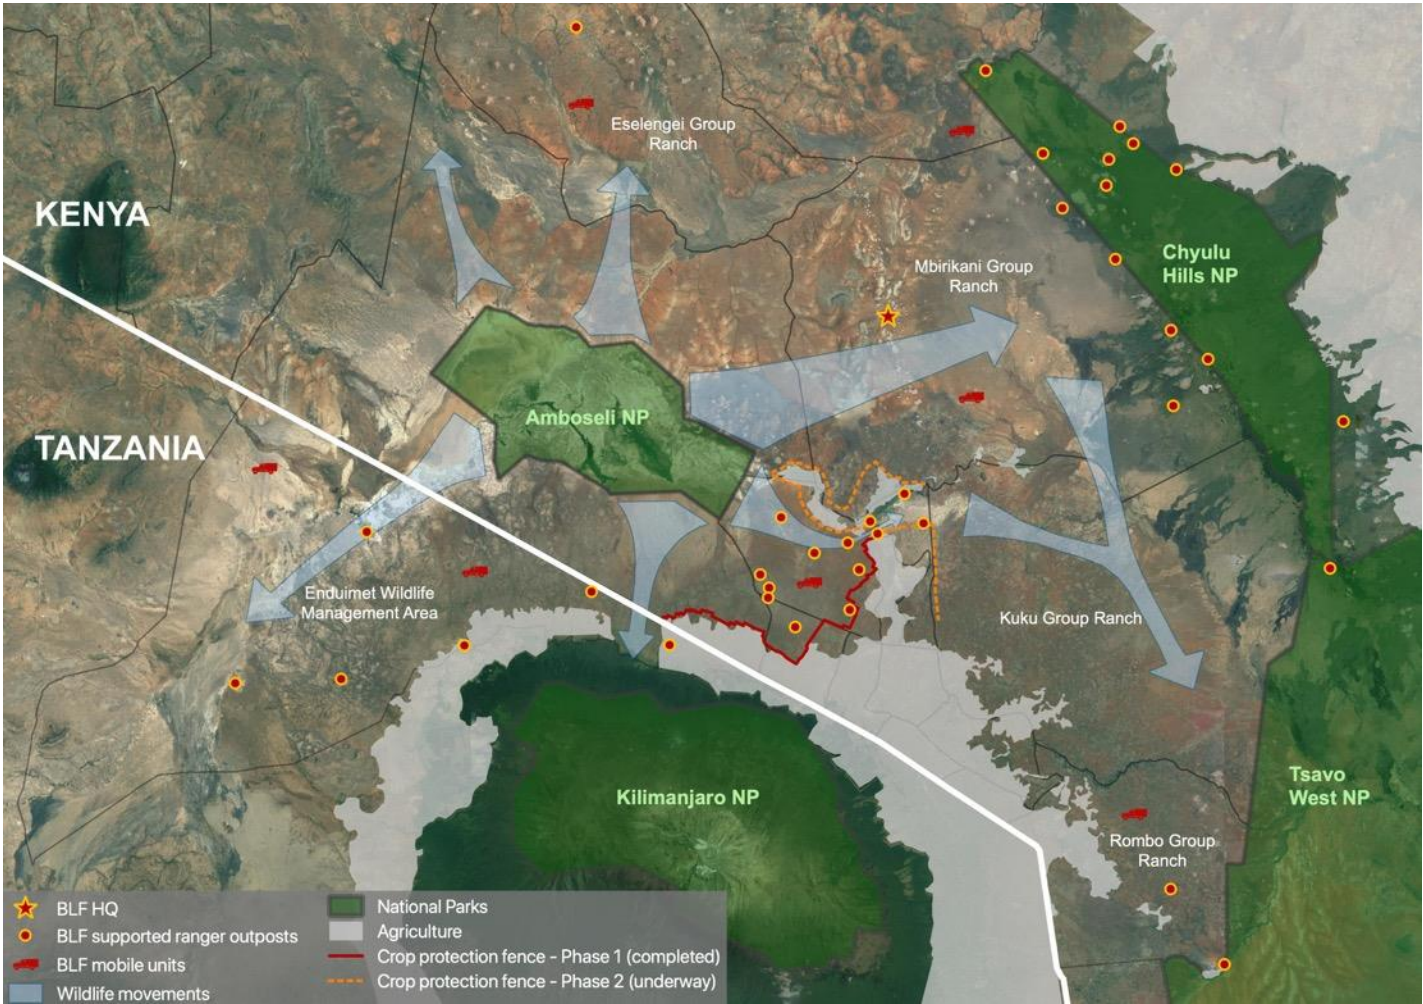 Eselengei Group
Ranch
KENYA
Chyulu
Hills NP
Mbirikani Group
Ranch
Amboseli NP
TANZANIA
Enduimet Wildlife
Management Area
Kuku Group Ranch
Kilimanjaro NP
Tsavo
West NP
Rombo Group
Ranch
BLF HQ
BLF supported ranger outposts
BLF mobile units
Wildlife movements
National Parks
Agriculture
Crop protection fence - Phase 1 (completed)
Crop protection fence - Phase 2 (underway)